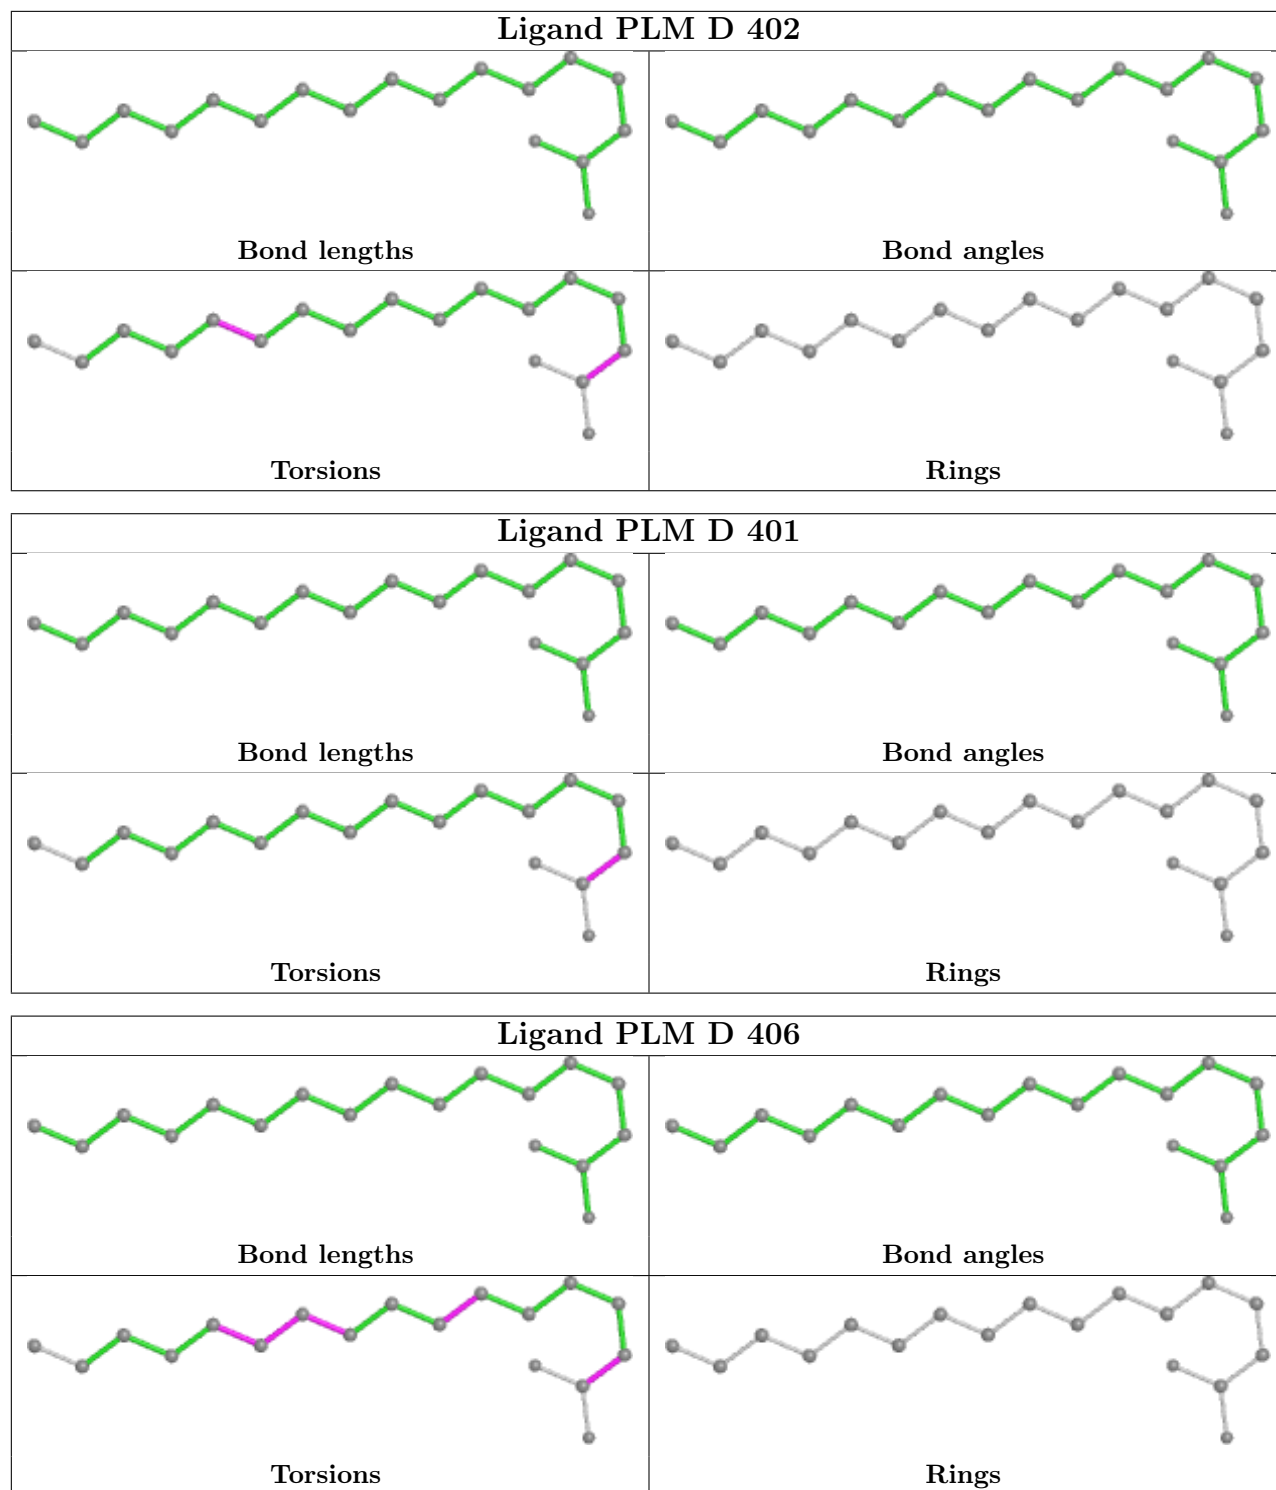 Ligand PLM D 402
Bond lengths
Bond angles
Torsions
Rings
Ligand PLM D 401
Bond lengths
Bond angles
Torsions
Rings
Ligand PLM D 406
Bond lengths
Bond angles
Torsions
Rings